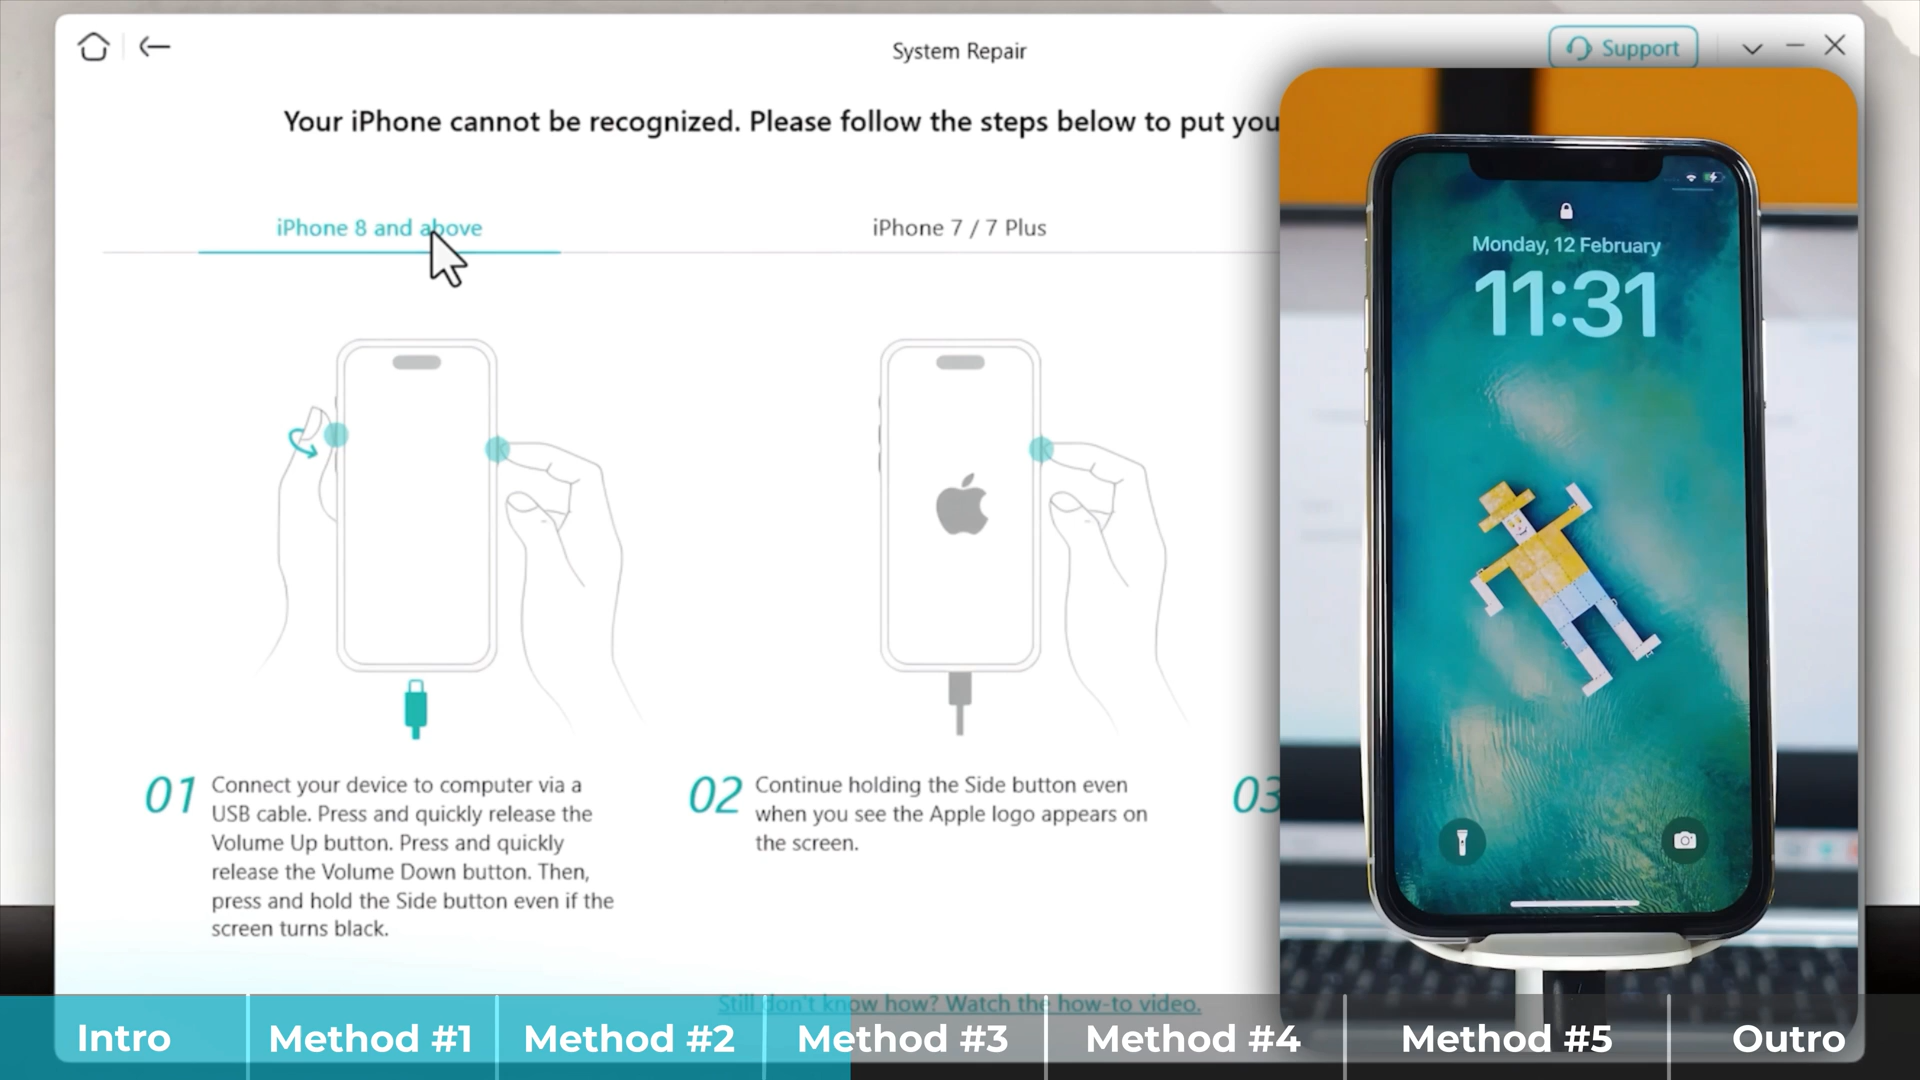 System Repair
Support
Your iPhone cannot be recognized. Please follow the steps below to put you
iPhone 8 and above
iPhone 7 / 7 Plus
01
Connect your device to computer via a
USB cable. Press and quickly release the
Volume Up button. Press and quickly
release the Volume Down button. Then,
press and hold the Side button even if the
screen turns black.
02
Continue holding the Side button even
when you see the Apple logo appears on
the screen.
03
Still don't know how? Watch the how-to video.
Monday, 12 February
11:31
Intro
Method #1
Method #2
Method #3
Method #4
Method #5
Outro